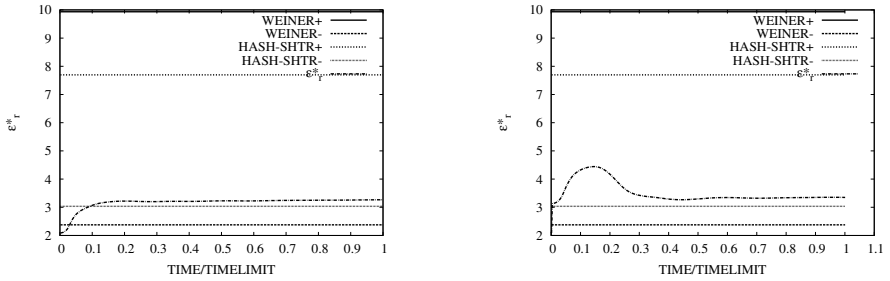 10
9
8
7
6
5
4
3
2
ε*r
WEINER+
WEINER-
HASH-SHTR+
HASH-SHTR-
ε*r
0 0.1 0.2 0.3 0.4 0.5 0.6 0.7 0.8 0.9 1
TIME/TIMELIMIT
10
9
8
7
6
5
4
3
2
ε*r
WEINER+
WEINER-
HASH-SHTR+
HASH-SHTR-
ε*r
0 0.1 0.2 0.3 0.4 0.5 0.6 0.7 0.8 0.9 1 1.1
TIME/TIMELIMIT